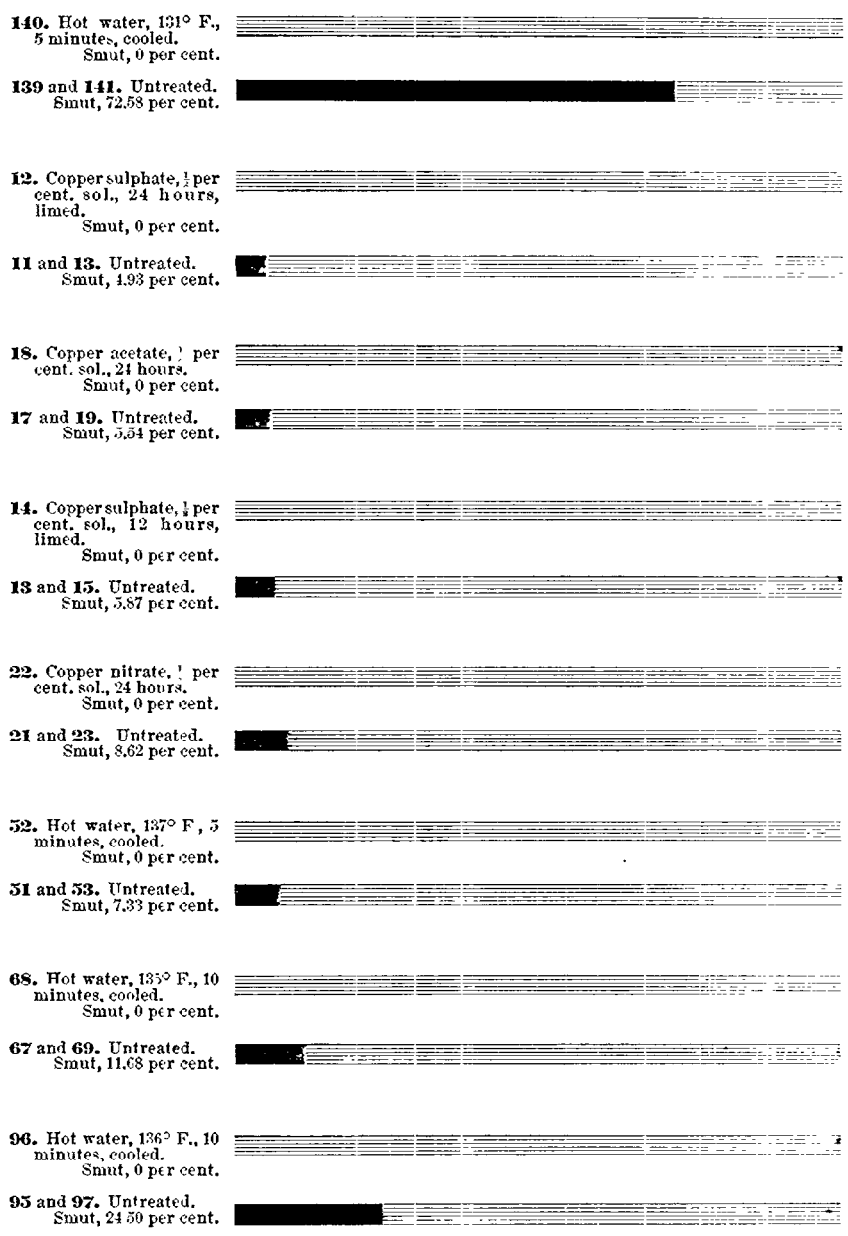 140. Hot water, 131° F.,
5 minutes, cooled.
Smut, 0 per cent.
139 and 141. Untreated.
Smut, 72.58 per cent.
12. Copper sulphate, ½ per
cent. sol., 24 hours,
limed.
Smut, 0 per cent.
11 and 13. Untreated.
Smut, 4.93 per cent.
18. Copper acetate, per
cent. sol., 24 hours.
Smut, 0 per cent.
17 and 19. Untreated.
Smut, 5.54 per cent.
14. Copper sulphate, per
cent. sol., 12 hours,
limed.
Smut, 0 per cent.
13 and 15. Untreated.
Smut, 5.87 per cent.
22. Copper nitrate, per
cent. sol., 24 hours.
Smut, 0 per cent.
21 and 23. Untreated.
Smut, 8.62 per cent.
52. Hot water, 137° F., 5
minutes, cooled.
Smut, 0 per cent.
51 and 53. Untreated.
Smut, 7.33 per cent.
68. Hot water, 135° F., 10
minutes, cooled.
Smut, 0 per cent.
67 and 69. Untreated.
Smut, 11.68 per cent.
96. Hot water, 136° F., 10
minutes, cooled.
Smut, 0 per cent.
95 and 97. Untreated.
Smut, 24.50 per cent.